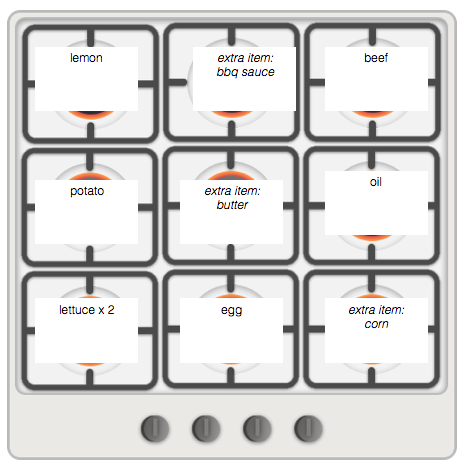 lemon
extra item:
bbq sauce
beef
potato
extra item:
butter
oil
lettuce x 2
egg
extra item:
corn